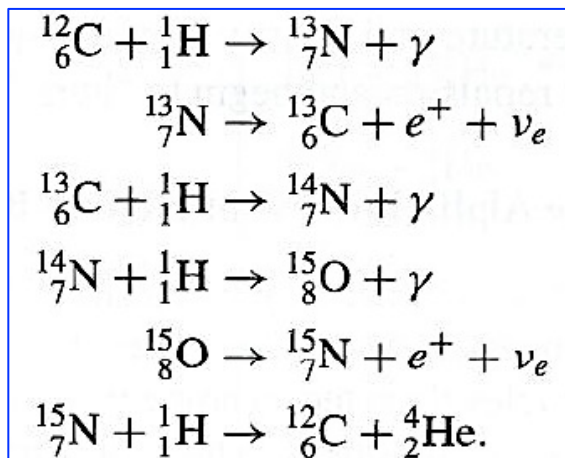 ¹²₆C + ¹₁H → ¹³₇N + γ
¹³₇N → ¹³₆C + e⁺ + νₑ
¹³₆C + ¹₁H → ¹⁴₇N + γ
¹⁴₇N + ¹₁H → ¹⁵₈O + γ
¹⁵₈O → ¹⁵₇N + e⁺ + νₑ
¹⁵₇N + ¹₁H → ¹²₆C + ⁴₂He.